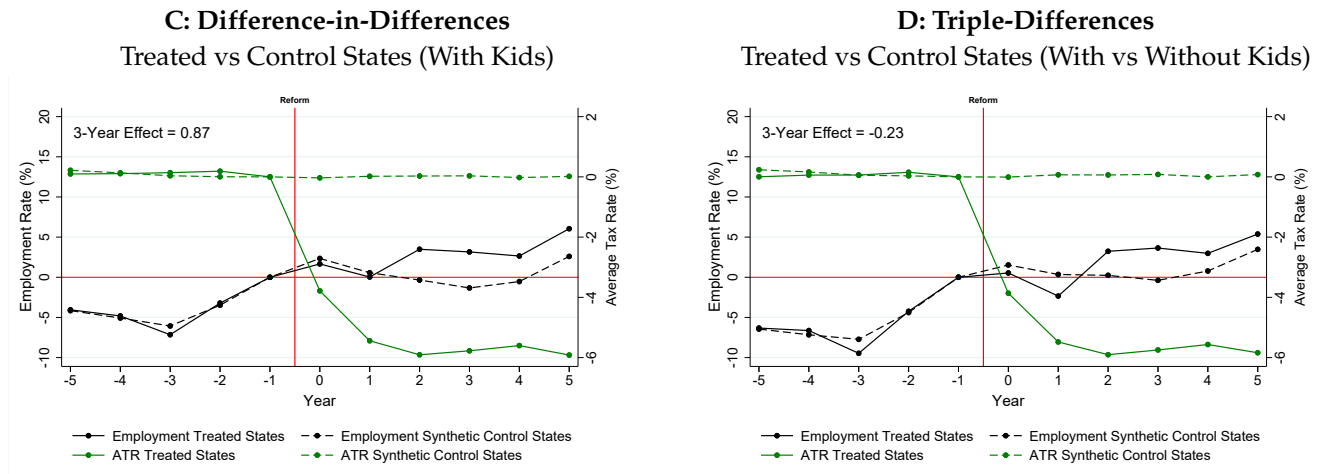 C: Difference-in-Differences
Treated vs Control States (With Kids)
Reform
3-Year Effect = 0.87
Employment Rate (%)
20
15
10
5
0
-5
-10
Average Tax Rate (%)
2
0
-2
-4
-6
-5 -4 -3 -2 -1 0 1 2 3 4 5
Year
Employment Treated States
Employment Synthetic Control States
ATR Treated States
ATR Synthetic Control States
D: Triple-Differences
Treated vs Control States (With vs Without Kids)
Reform
3-Year Effect = -0.23
Employment Rate (%)
20
15
10
5
0
-5
-10
Average Tax Rate (%)
2
0
-2
-4
-6
-5 -4 -3 -2 -1 0 1 2 3 4 5
Year
Employment Treated States
Employment Synthetic Control States
ATR Treated States
ATR Synthetic Control States